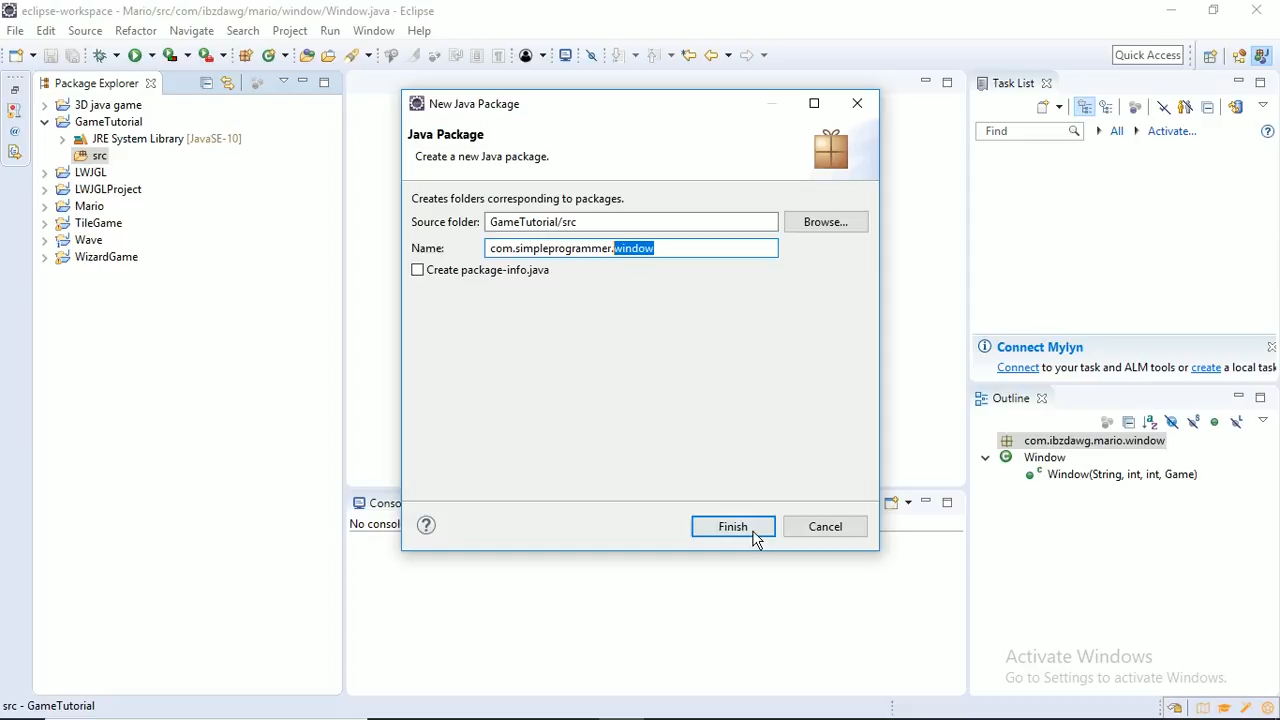 eclipse-workspace - Mario/src/com/ibzdawg/mario/window/Window.java - Eclipse
File Edit Source Refactor Navigate Search Project Run Window Help
Quick Access
Package Explorer
3D java game
GameTutorial
JRE System Library [JavaSE-10]
src
LWJGL
LWJGLProject
Mario
TileGame
Wave
WizardGame
New Java Package
Java Package
Create a new Java package.
Creates folders corresponding to packages.
Source folder: GameTutorial/src Browse...
Name: com.simpleprogrammer.window
Create package-info.java
Finish Cancel
Conso
No consol
Task List
Find All Activate...
Connect Mylyn
Connect to your task and ALM tools or create a local task
Outline
com.ibzdawg.mario.window
Window
Window(String, int, int, Game)
Activate Windows
Go to Settings to activate Windows.
src - GameTutorial